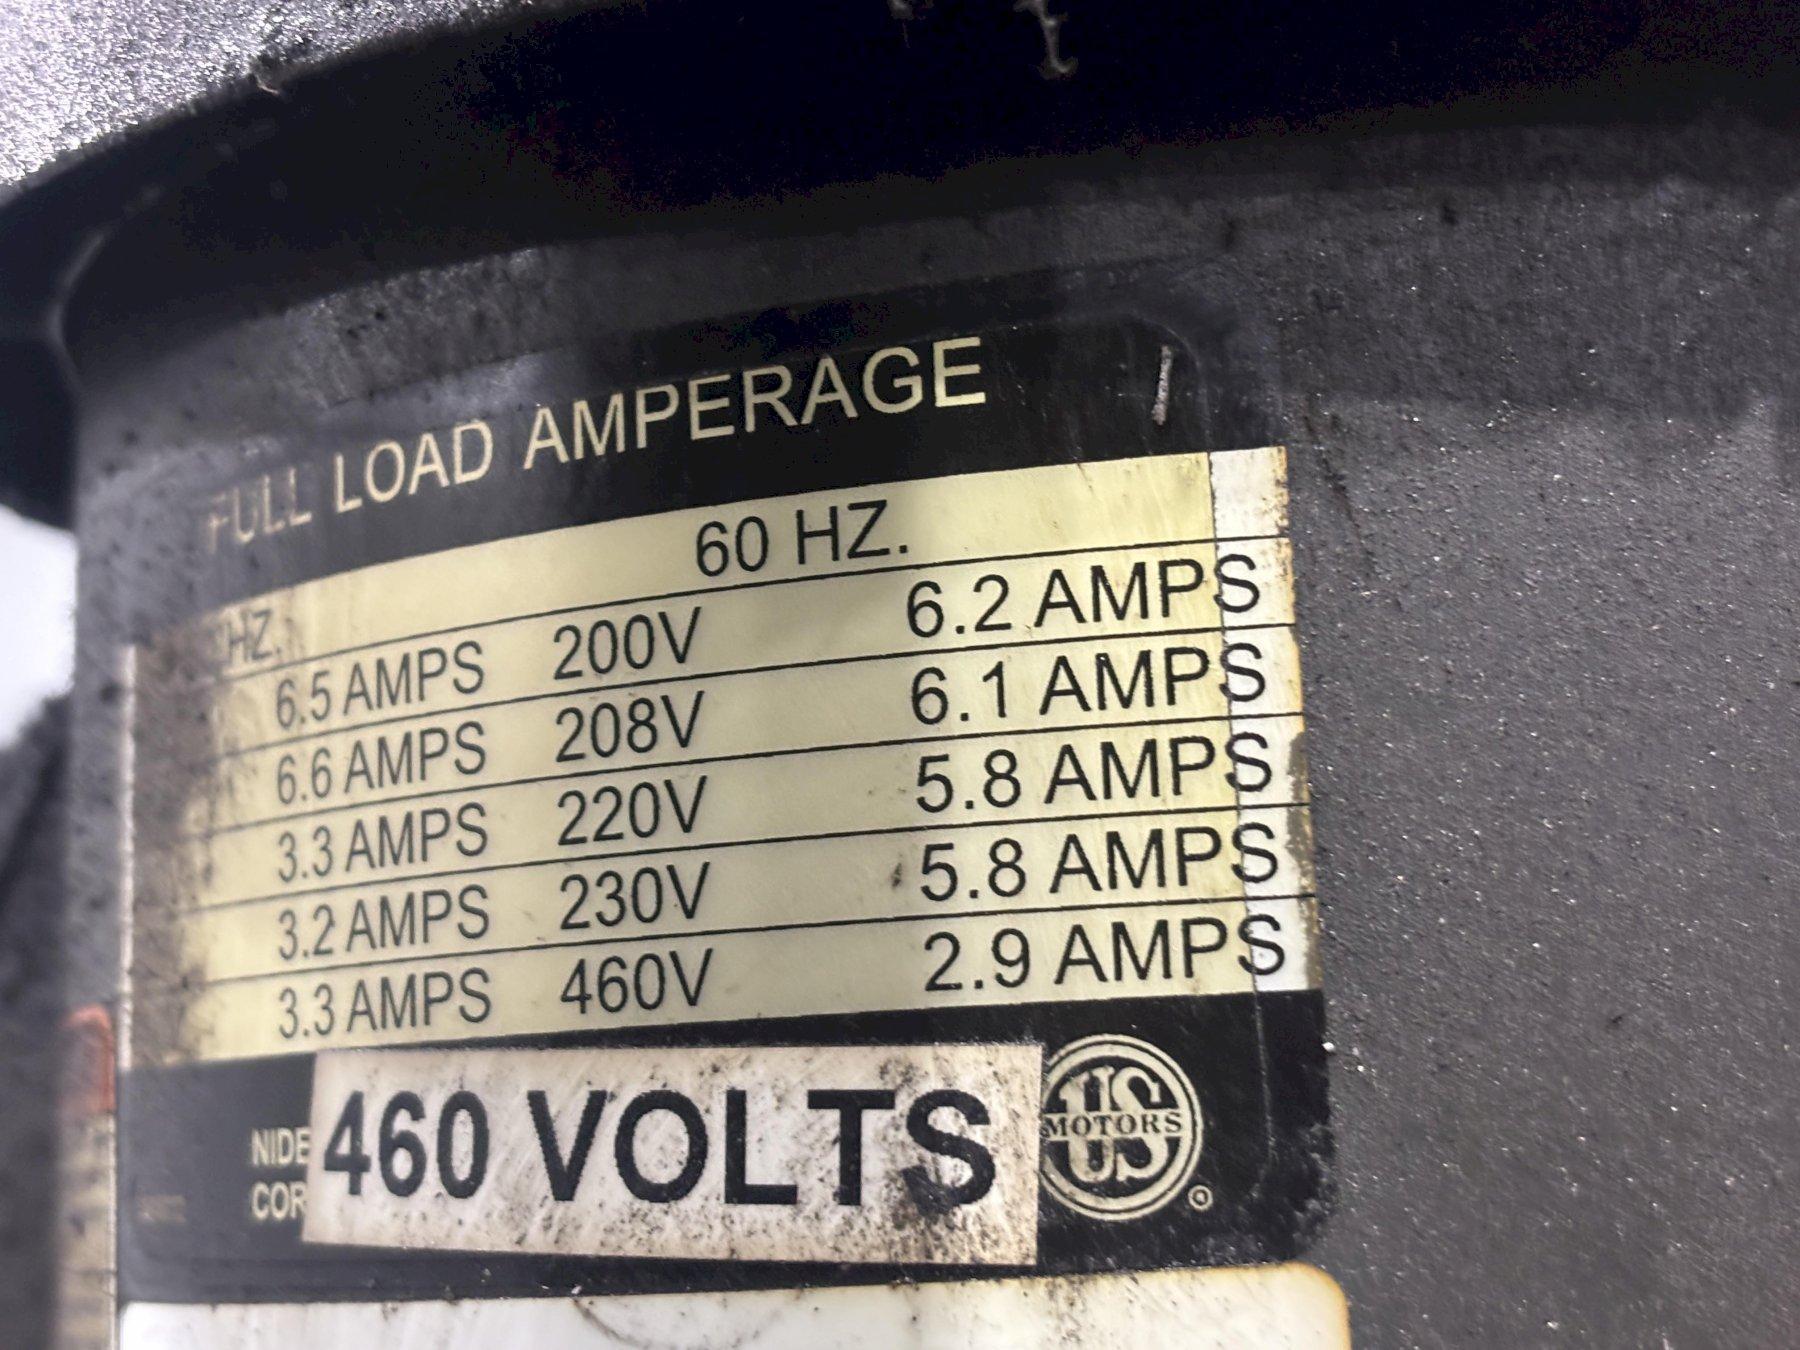 FULL LOAD AMPERAGE
HZ. 60 HZ.
6.5 AMPS 200V 6.2 AMPS
6.6 AMPS 208V 6.1 AMPS
3.3 AMPS 220V 5.8 AMPS
3.2 AMPS 230V 5.8 AMPS
3.3 AMPS 460V 2.9 AMPS
460 VOLTS
NIDE
COR
US
MOTORS
®